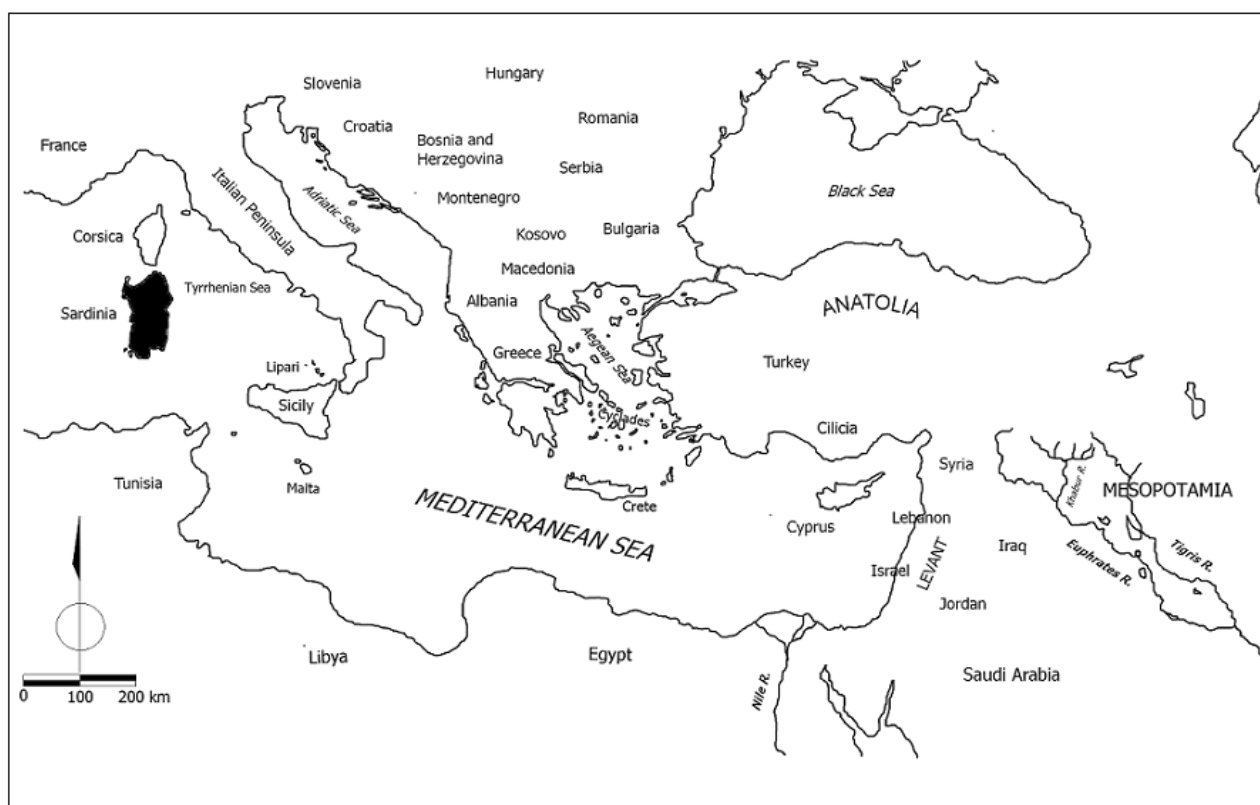 Hungary
Slovenia
Romania
Croatia
Bosnia and
Herzegovina
France
Serbia
Italian Peninsula
Adriatic Sea
Montenegro
Black Sea
Corsica
Kosovo
Bulgaria
Macedonia
Tyrrhenian Sea
Albania
Sardinia
ANATOLIA
Greece
Aegean Sea
Turkey
Lipari
Sicily
Cyclades
Cilicia
Syria
Tunisia
Malta
Khabur R.
MESOPOTAMIA
Crete
MEDITERRANEAN SEA
Cyprus
Lebanon
Iraq
Euphrates R.
Tigris R.
Israel
LEVANT
Jordan
Libya
Egypt
Saudi Arabia
Nile R.
0 100 200 km